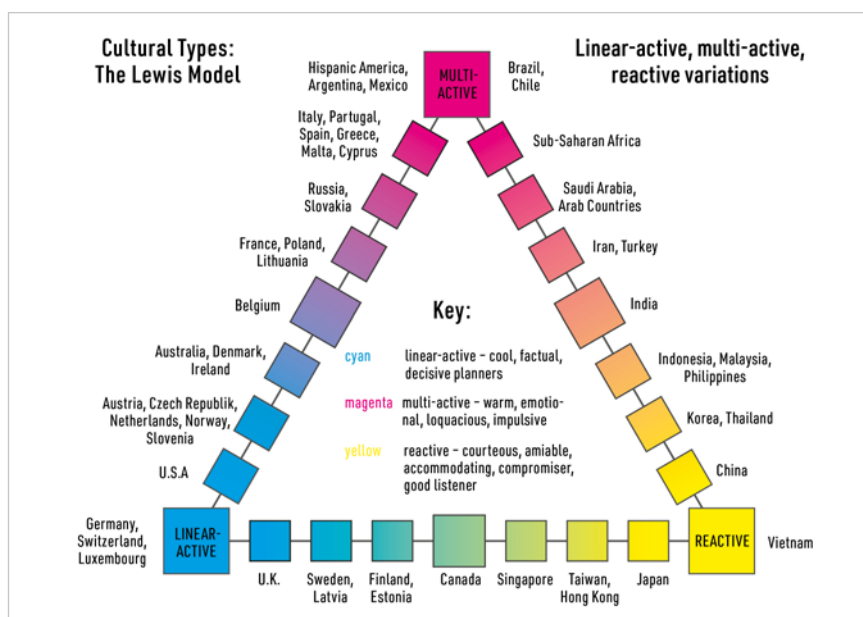 Cultural Types:
The Lewis Model
Linear-active, multi-active,
reactive variations
Hispanic America,
Argentina, Mexico
MULTI-
ACTIVE
Brazil,
Chile
Italy, Partugal,
Spain, Greece,
Malta, Cyprus
Sub-Saharan Africa
Russia,
Slovakia
Saudi Arabia,
Arab Countries
France, Poland,
Lithuania
Iran, Turkey
Belgium
India
Key:
Australia, Denmark,
Ireland
cyan
linear-active – cool, factual,
decisive planners
Indonesia, Malaysia,
Philippines
Austria, Czech Republik,
Netherlands, Norway,
Slovenia
magenta
multi-active – warm, emotio-
nal, loquacious, impulsive
Korea, Thailand
yellow
reactive – courteous, amiable,
accommodating, compromiser,
good listener
U.S.A
China
Germany,
Switzerland,
Luxembourg
LINEAR-
ACTIVE
REACTIVE
Vietnam
U.K.
Sweden,
Latvia
Finland,
Estonia
Canada
Singapore
Taiwan,
Hong Kong
Japan